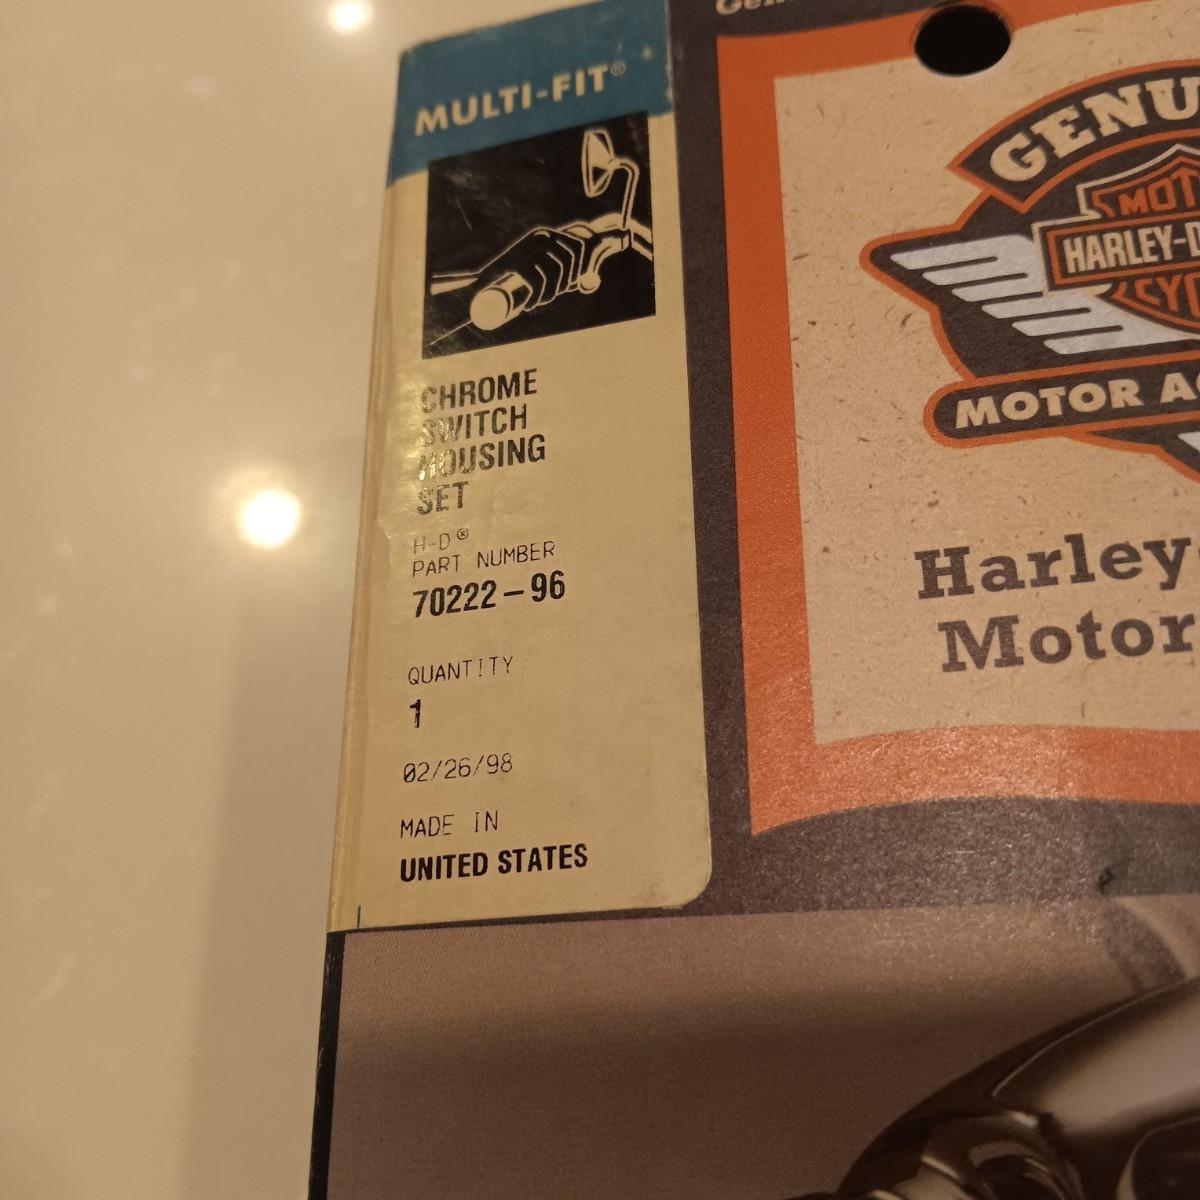 MULTI-FIT®
CHROME
SWITCH
HOUSING
SET
H-D®
PART NUMBER
70222-96
QUANTITY
1
02/26/98
MADE IN
UNITED STATES
GENU
MOT
HARLEY-D
CYC
MOTOR AC
Harley
Motor